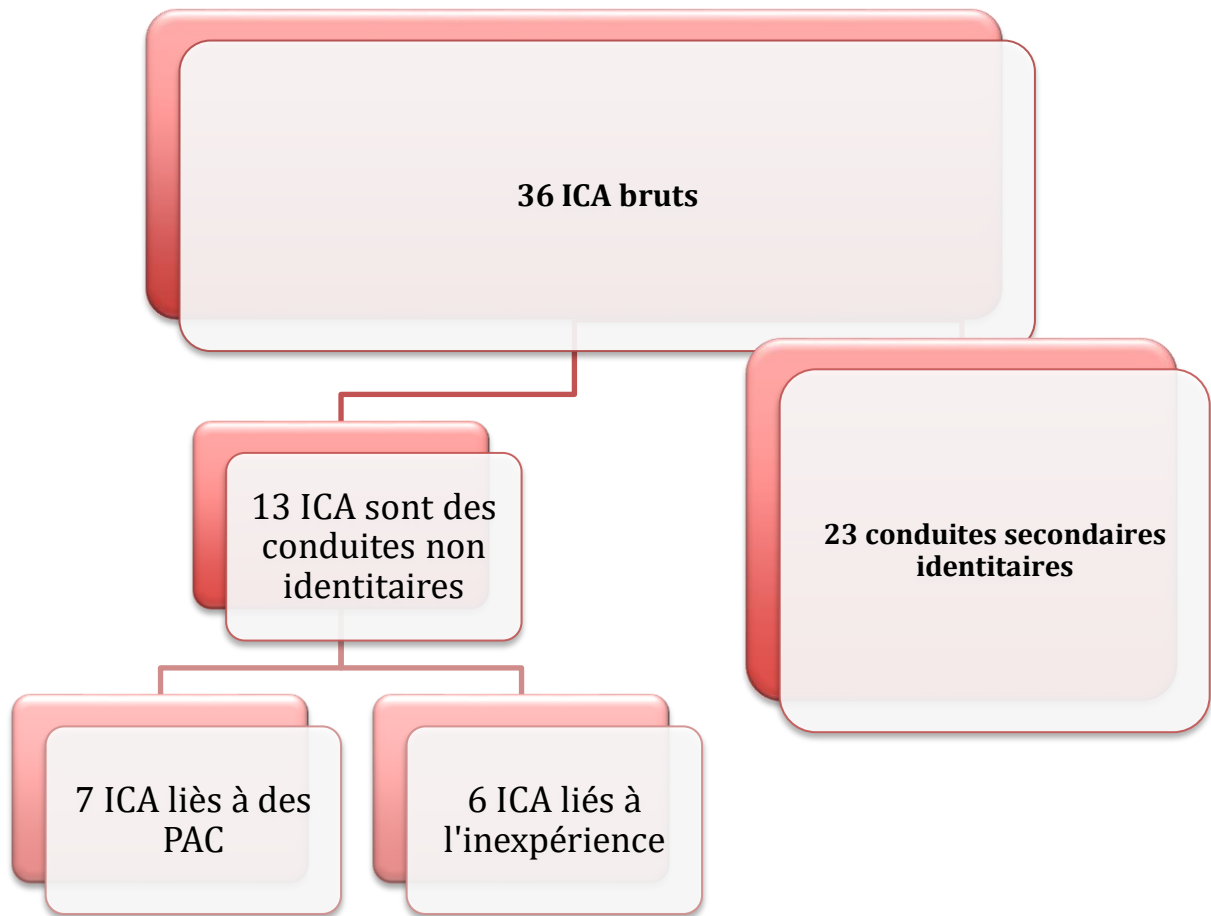 36 ICA bruts
13 ICA sont des
conduites non
identitaires
23 conduites secondaires
identitaires
7 ICA liès à des
PAC
6 ICA liés à
l'inexpérience